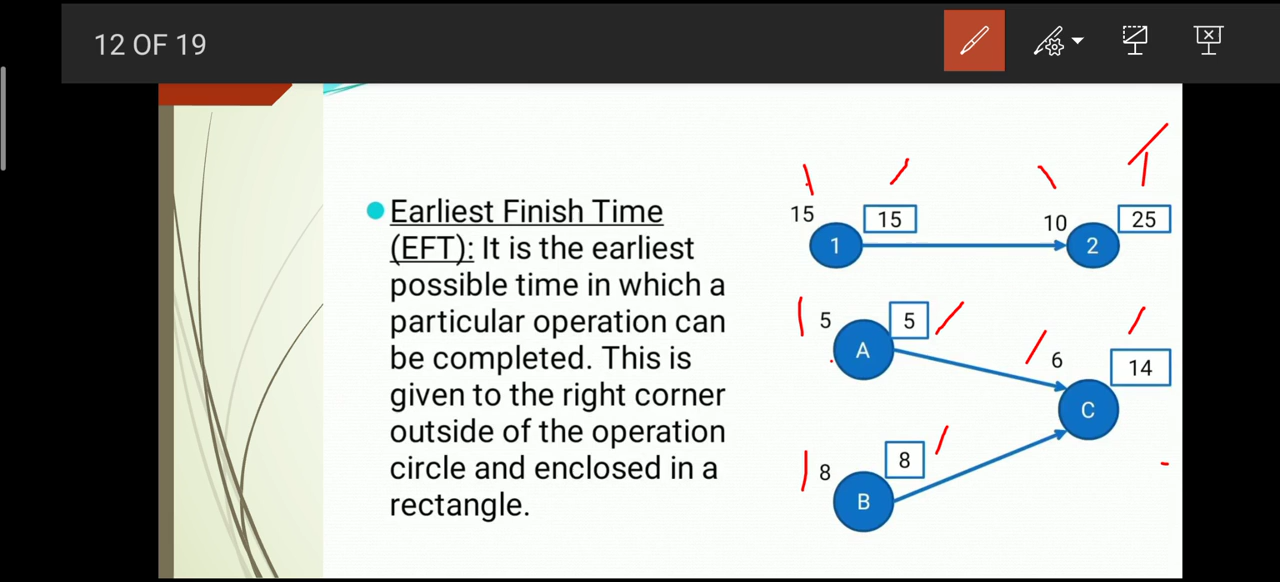 12 OF 19
Earliest Finish Time
(EFT): It is the earliest
possible time in which a
particular operation can
be completed. This is
given to the right corner
outside of the operation
circle and enclosed in a
rectangle.
15 15 10 25
1 2
5 5
A
6 14
C
8 8
B